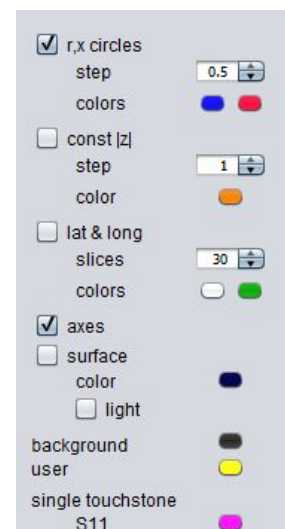 r,x circles
step 0.5
colors
const |z|
step 1
color
lat & long
slices 30
colors
axes
surface
color
light
background
user
single touchstone
S11